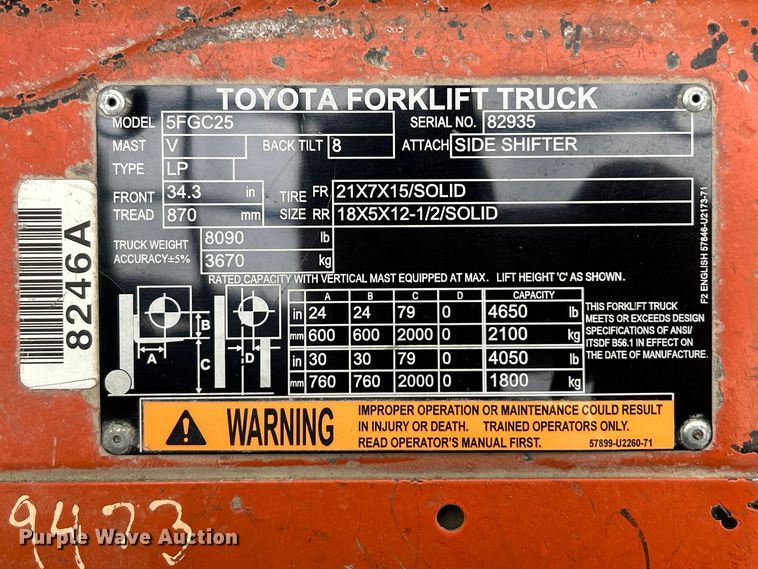 TOYOTA FORKLIFT TRUCK
MODEL 5FGC25 SERIAL NO. 82935
MAST V BACK TILT 8 ATTACH SIDE SHIFTER
TYPE LP
FRONT 34.3 in TIRE FR 21X7X15/SOLID
TREAD 870 mm SIZE RR 18X5X12-1/2/SOLID
TRUCK WEIGHT 8090 lb
ACCURACY±5% 3670 kg
RATED CAPACITY WITH VERTICAL MAST EQUIPPED AT MAX. LIFT HEIGHT 'C' AS SHOWN.
A B C D CAPACITY
in 24 24 79 0 4650 lb
mm 600 600 2000 0 2100 kg
in 30 30 79 0 4050 lb
mm 760 760 2000 0 1800 kg
A B C D
THIS FORKLIFT TRUCK
MEETS OR EXCEEDS DESIGN
SPECIFICATIONS OF ANSI/
ITSDF B56.1 IN EFFECT ON
THE DATE OF MANUFACTURE.
F2 ENGLISH 57846-U2173-71
WARNING
IMPROPER OPERATION OR MAINTENANCE COULD RESULT
IN INJURY OR DEATH. TRAINED OPERATORS ONLY.
READ OPERATOR'S MANUAL FIRST. 57899-U2260-71
8246A
9473
Purple Wave Auction